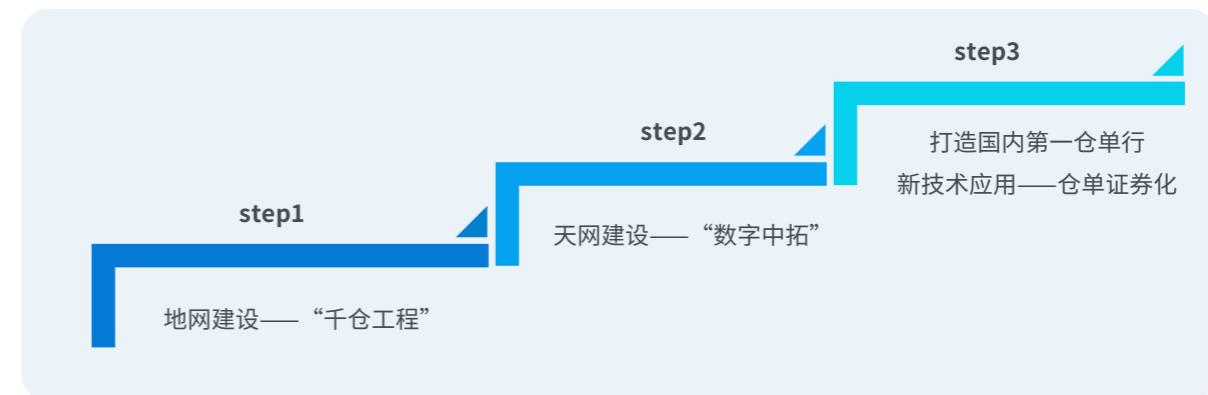 step1
地网建设——“千仓工程”
step2
天网建设——“数字中拓”
step3
打造国内第一仓单行
新技术应用——仓单证券化